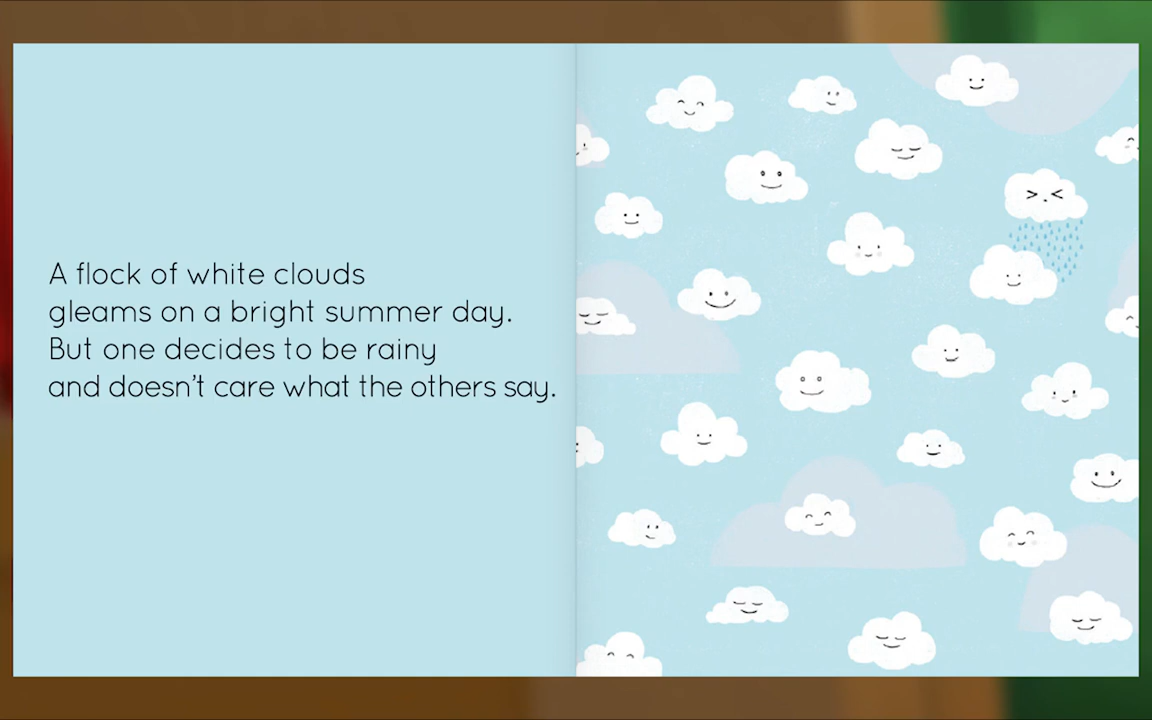 A flock of white clouds
gleams on a bright summer day.
But one decides to be rainy
and doesn't care what the others say.